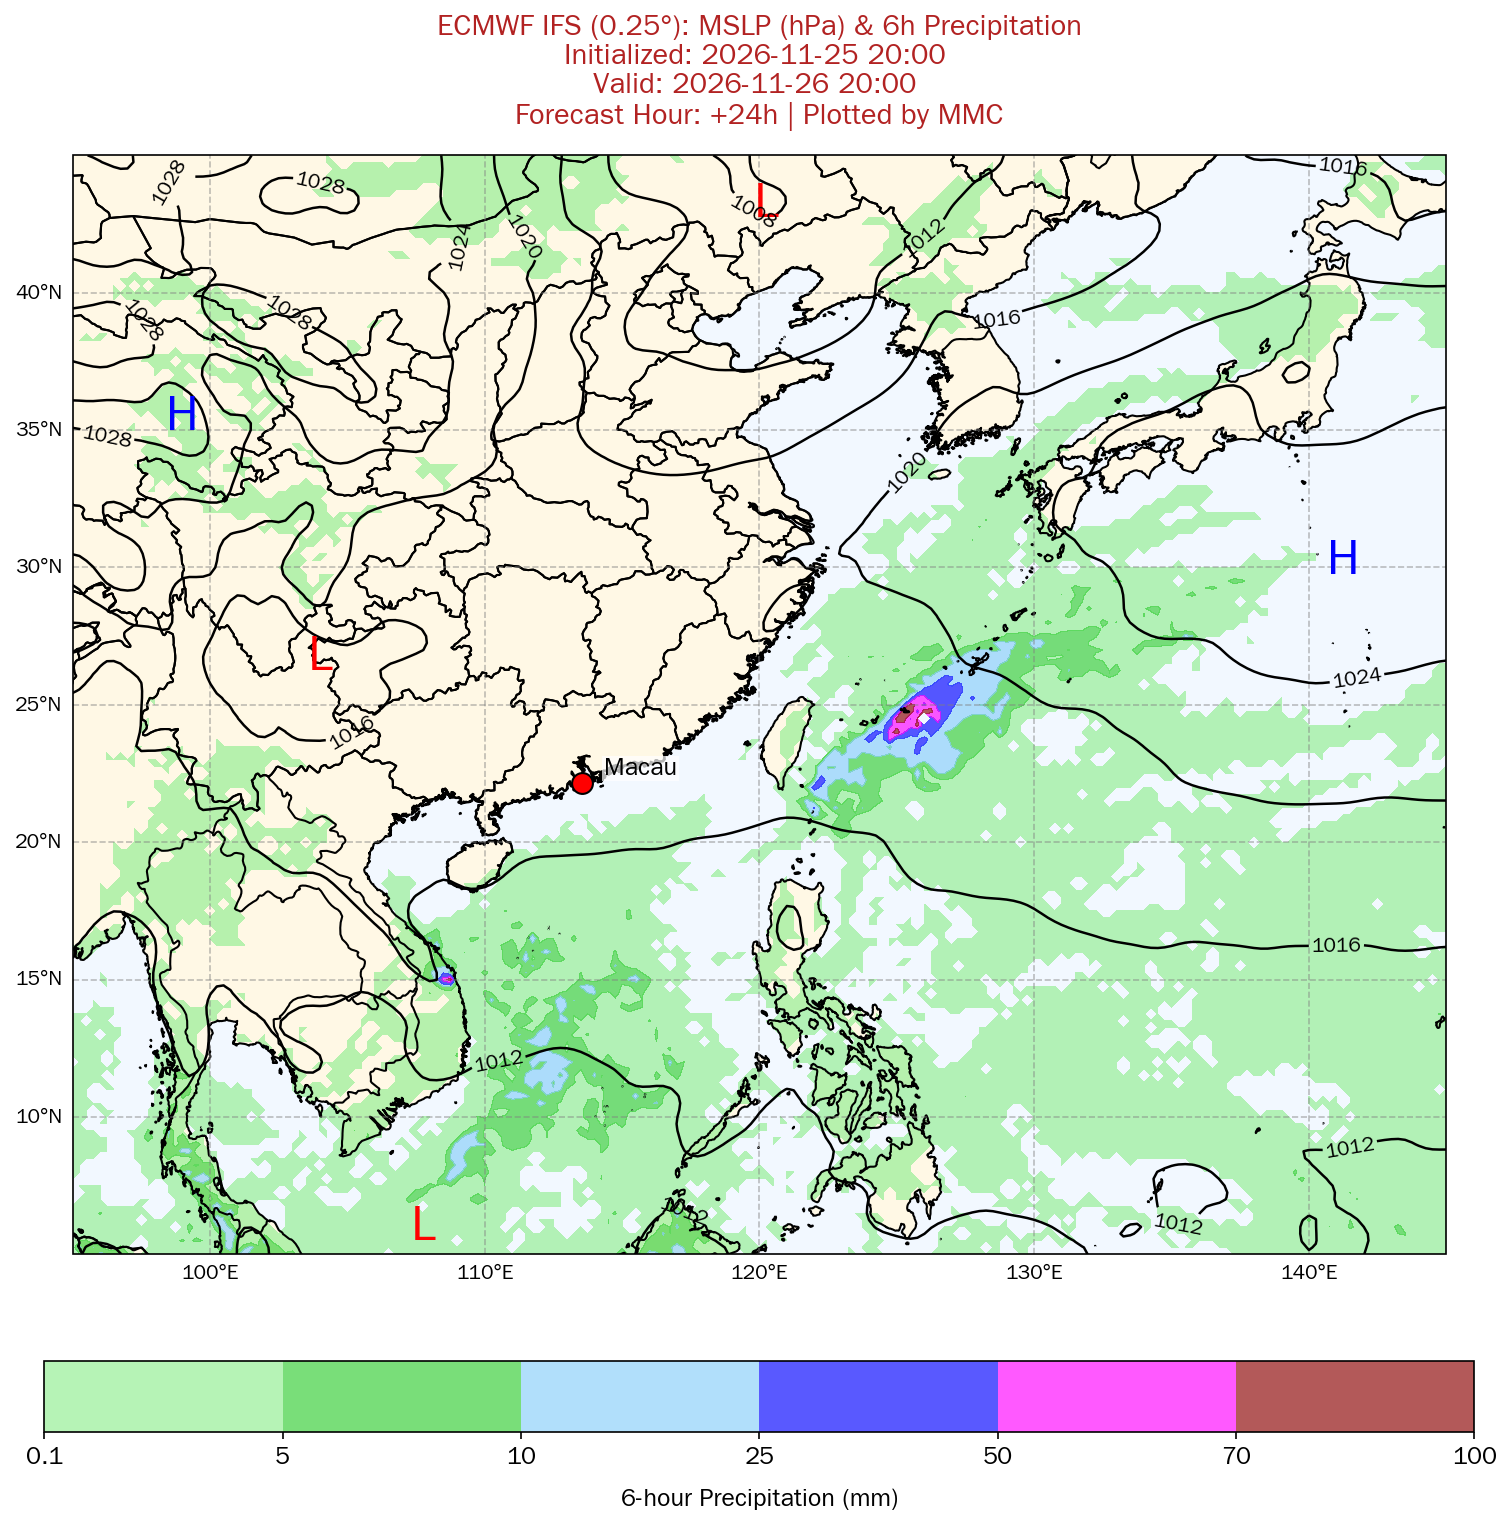 ECMWF IFS (0.25°): MSLP (hPa) & 6h Precipitation
Initialized: 2026-11-25 20:00
Valid: 2026-11-26 20:00
Forecast Hour: +24h | Plotted by MMC
1016
1028
1028
L
1008
1012
1024
1020
40°N
1028
1028
1016
H
35°N
1028
1020
30°N
H
L
1024
25°N
1016
Macau
20°N
1016
15°N
1012
10°N
1012
1012
L
1012
100°E
110°E
120°E
130°E
140°E
0.1
5
10
25
50
70
100
6-hour Precipitation (mm)